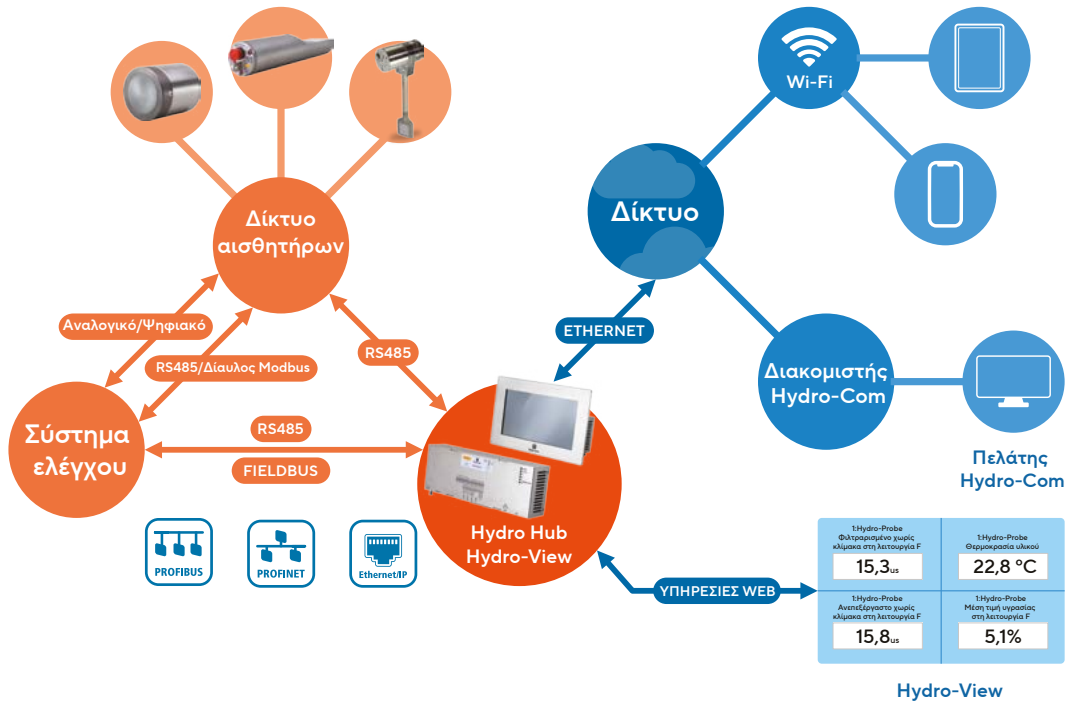 Wi-Fi
Δίκτυο
αισθητήρων
Δίκτυο
Αναλογικό/Ψηφιακό
RS485/Δίαυλος Modbus
RS485
ETHERNET
Διακομιστής
Hydro-Com
Σύστημα
ελέγχου
RS485
FIELDBUS
Πελάτης
Hydro-Com
Hydro Hub
Hydro-View
PROFIBUS
PROFINET
Ethernet/IP
ΥΠΗΡΕΣΙΕΣ WEB
1:Hydro-Probe
Φιλτραρισμένο χωρίς
κλίμακα στη λειτουργία F
15,3us
1:Hydro-Probe
Θερμοκρασία υλικού
22,8 °C
1:Hydro-Probe
Ανεπεξέργαστο χωρίς
κλίμακα στη λειτουργία F
15,8us
1:Hydro-Probe
Μέση τιμή υγρασίας
στη λειτουργία F
5,1%
Hydro-View